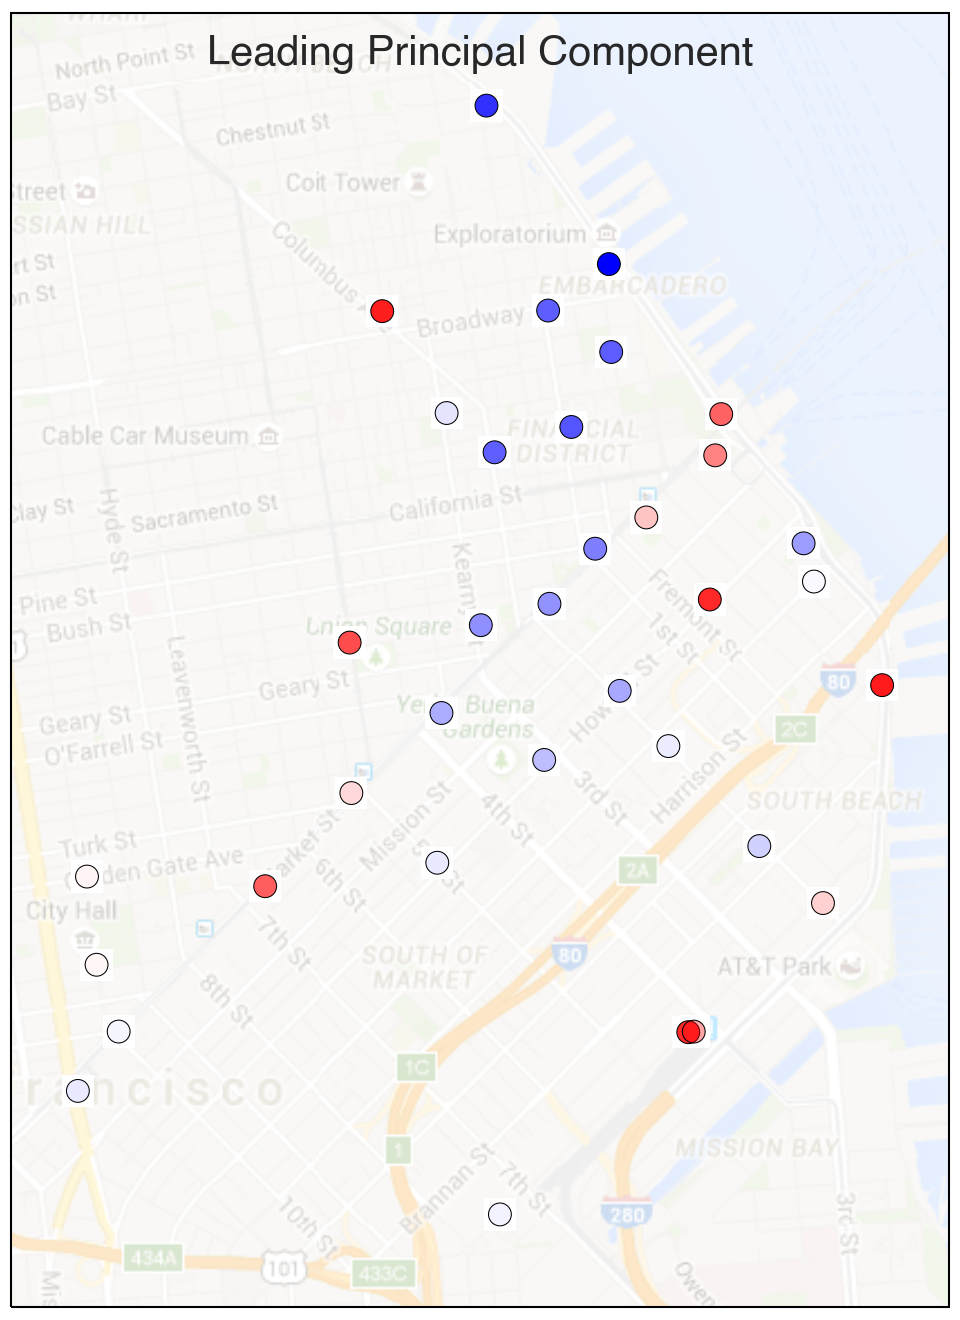 Leading Principal Component
North Point St
Bay St
Chestnut St
Coit Tower
Street
SSIAN HILL
Exploratorium
Columbus
EMBARCADERO
rt St
on St
Broadway
Cable Car Museum
FINANCIAL
DISTRICT
California St
Sacramento St
Clay St
Hyde St
Kearny St
Pine St
Bush St
Union Square
Fremont St
1st St
Leavenworth St
Geary St
80
Yerba Buena
Gardens
Howard St
Geary St
O'Farrell St
2C
Harrison St
3rd St
SOUTH BEACH
4th St
Mission St
Market St
Turk St
Golden Gate Ave
5th St
6th St
2A
City Hall
7th St
SOUTH OF
MARKET
80
AT&T Park
8th St
1C
rancisco
1
MISSION BAY
Brannan St
7th St
10th St
280
3rd St
434A
101
433C
Mis
Owen